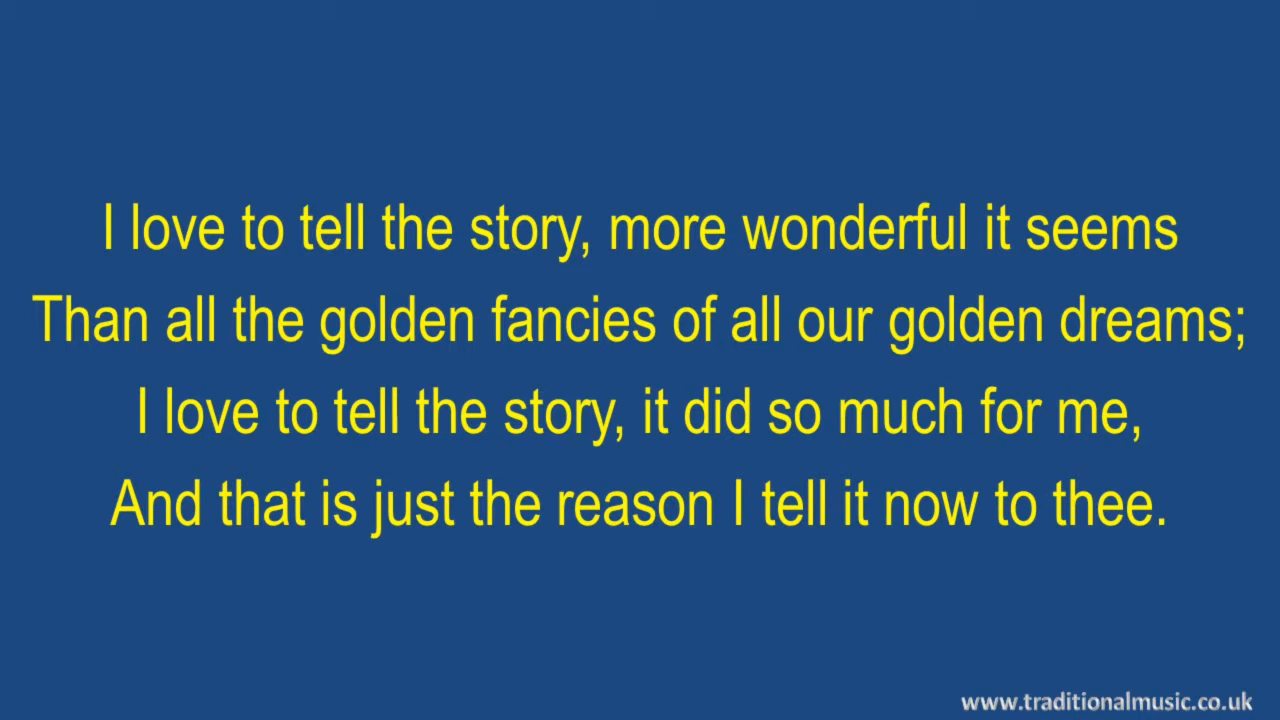 I love to tell the story, more wonderful it seems
Than all the golden fancies of all our golden dreams;
I love to tell the story, it did so much for me,
And that is just the reason I tell it now to thee.
www.traditionalmusic.co.uk